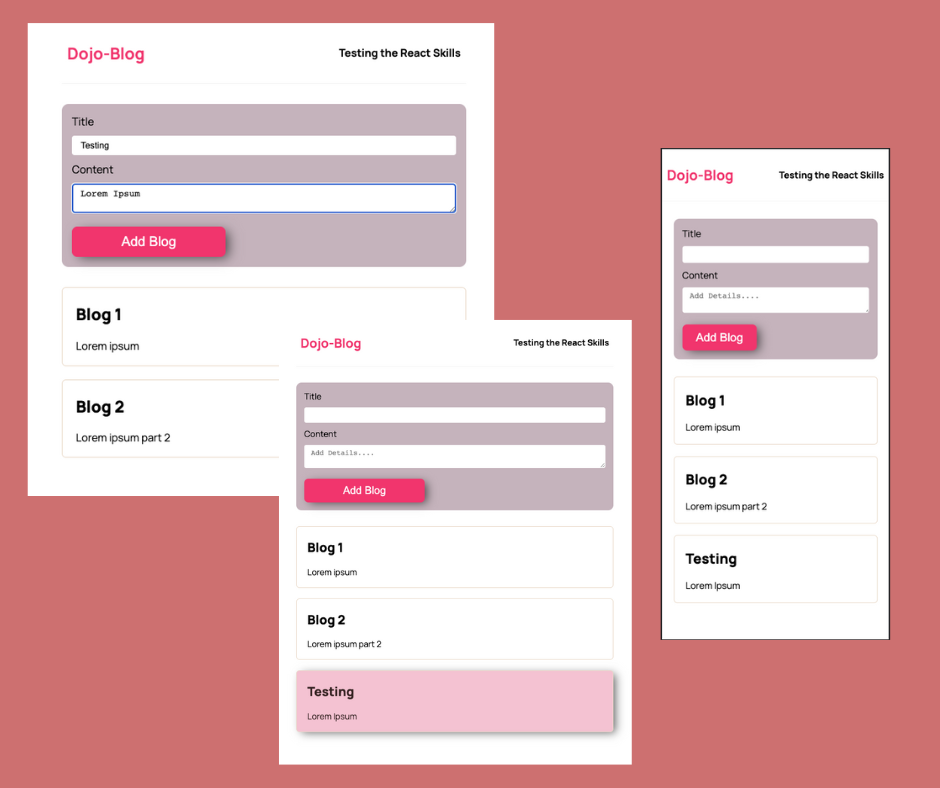 Dojo-Blog
Testing the React Skills
Title
Testing
Content
Lorem Ipsum
Add Blog
Blog 1
Lorem ipsum
Blog 2
Lorem ipsum part 2
Dojo-Blog
Testing the React Skills
Title
Content
Add Details....
Add Blog
Blog 1
Lorem ipsum
Blog 2
Lorem ipsum part 2
Testing
Lorem Ipsum
Dojo-Blog
Testing the React Skills
Title
Content
Add Details....
Add Blog
Blog 1
Lorem ipsum
Blog 2
Lorem ipsum part 2
Testing
Lorem Ipsum